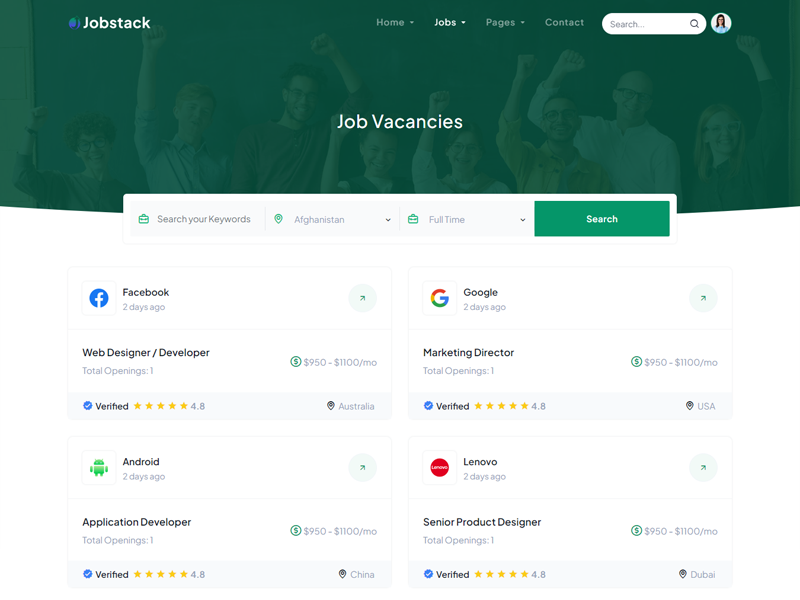 Jobstack
Home
Jobs
Pages
Contact
Search...
Job Vacancies
Search your Keywords
Afghanistan
Full Time
Search
Facebook
2 days ago
Web Designer / Developer
Total Openings: 1
$950 - $1100/mo
Verified 4.8
Australia
Google
2 days ago
Marketing Director
Total Openings: 1
$950 - $1100/mo
Verified 4.8
USA
Android
2 days ago
Application Developer
Total Openings: 1
$950 - $1100/mo
Verified 4.8
China
Lenovo
Lenovo
2 days ago
Senior Product Designer
Total Openings: 1
$950 - $1100/mo
Verified 4.8
Dubai